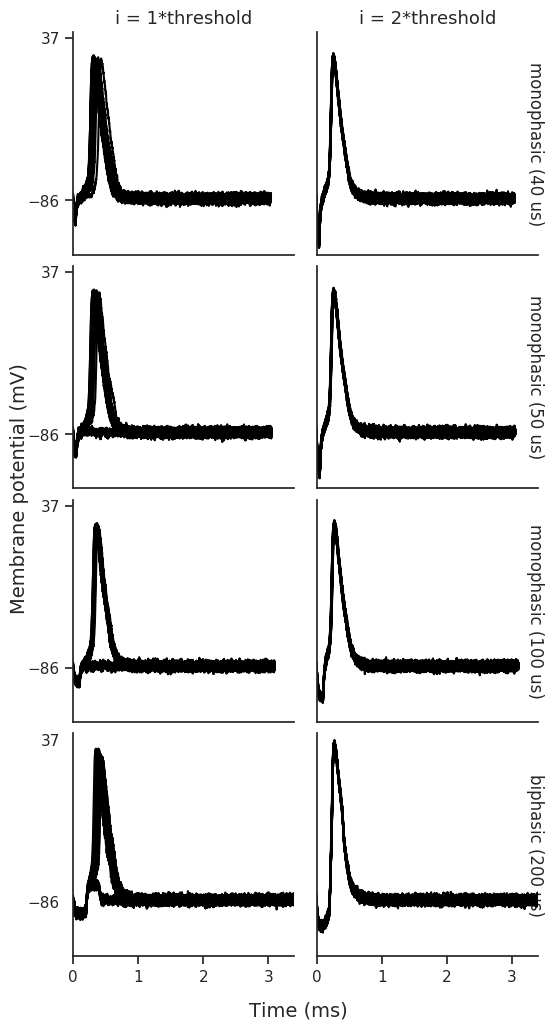 i = 1*threshold
i = 2*threshold
37
−86
monophasic (40 us)
37
−86
monophasic (50 us)
37
−86
monophasic (100 us)
37
−86
biphasic (200 us)
Membrane potential (mV)
0 1 2 3
0 1 2 3
Time (ms)